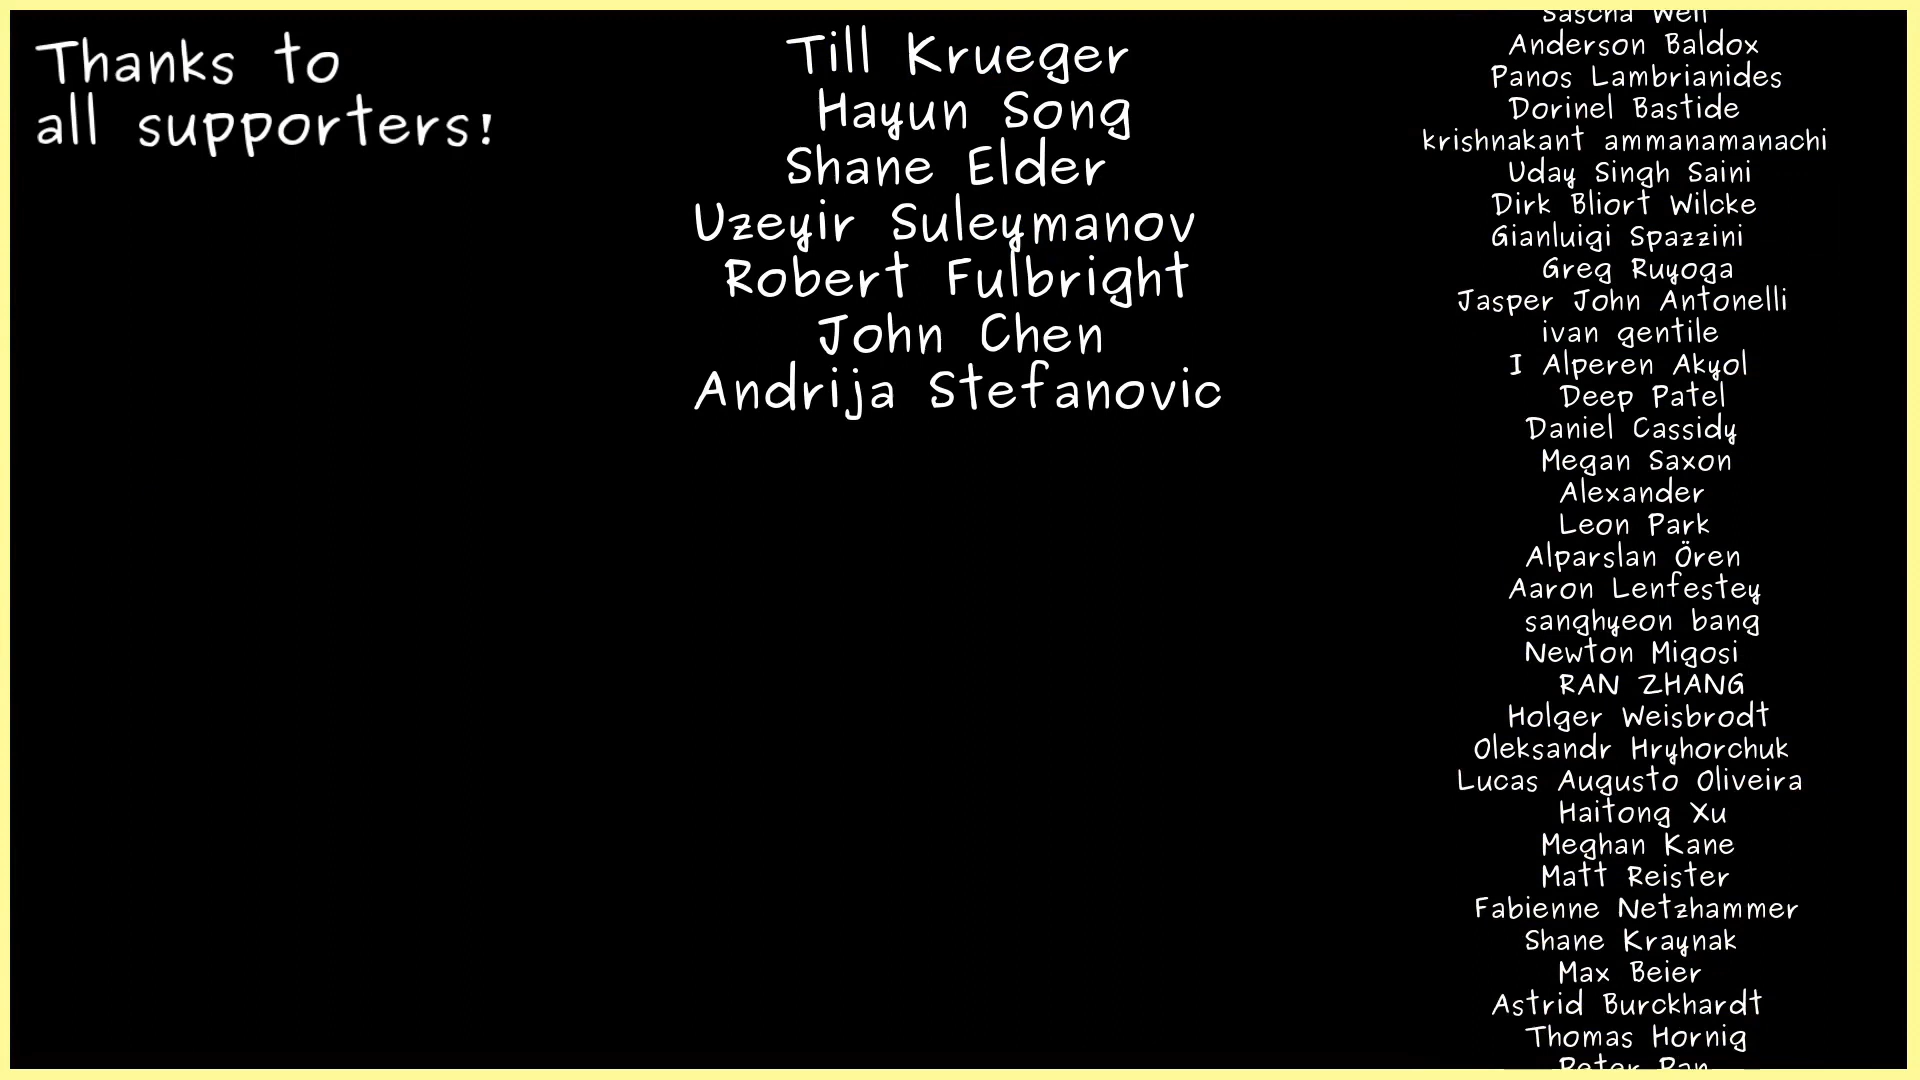 Thanks to
all supporters!
Till Krueger
Hayun Song
Shane Elder
Uzeyir Suleymanov
Robert Fulbright
John Chen
Andrija Stefanovic
Sascha
Anderson Baldox
Panos Lambrianides
Dorinel Bastide
krishnakant ammanamanachi
Uday Singh Saini
Dirk Bliort Wilcke
Gianluigi Spazzini
Greg Ruyoga
Jasper John Antonelli
ivan gentile
I Alperen Akyol
Deep Patel
Daniel Cassidy
Megan Saxon
Alexander
Leon Park
Alparslan Ören
Aaron Lenfestey
sanghyeon bang
Newton Migosi
RAN ZHANG
Holger Weisbrodt
Oleksandr Hryhorchuk
Lucas Augusto Oliveira
Haitong Xu
Meghan Kane
Matt Reister
Fabienne Netzhammer
Shane Kraynak
Max Beier
Astrid Burckhardt
Thomas Hornig